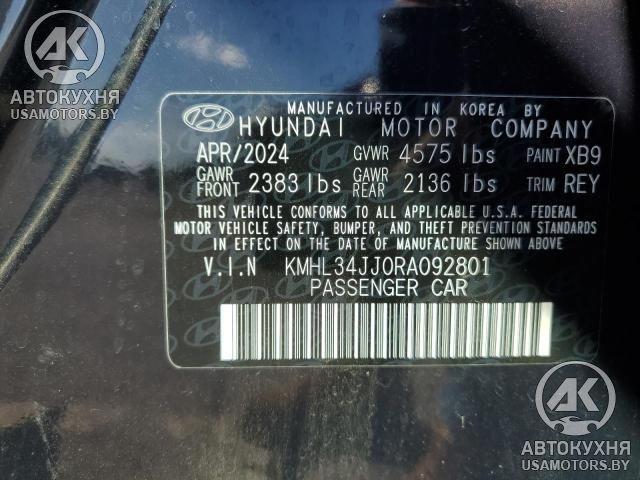 AK
АВТОКУХНЯ
USAMOTORS.BY
MANUFACTURED IN KOREA BY
HYUNDAI MOTOR COMPANY
APR/2024 GVWR 4575 lbs PAINT XB9
GAWR FRONT 2383 lbs GAWR REAR 2136 lbs TRIM REY
THIS VEHICLE CONFORMS TO ALL APPLICABLE U.S.A. FEDERAL
MOTOR VEHICLE SAFETY, BUMPER, AND THEFT PREVENTION STANDARDS
IN EFFECT ON THE DATE OF MANUFACTURE SHOWN ABOVE.
V.I.N KMHL34JJ0RA092801
PASSENGER CAR
AK
АВТОКУХНЯ
USAMOTORS.BY